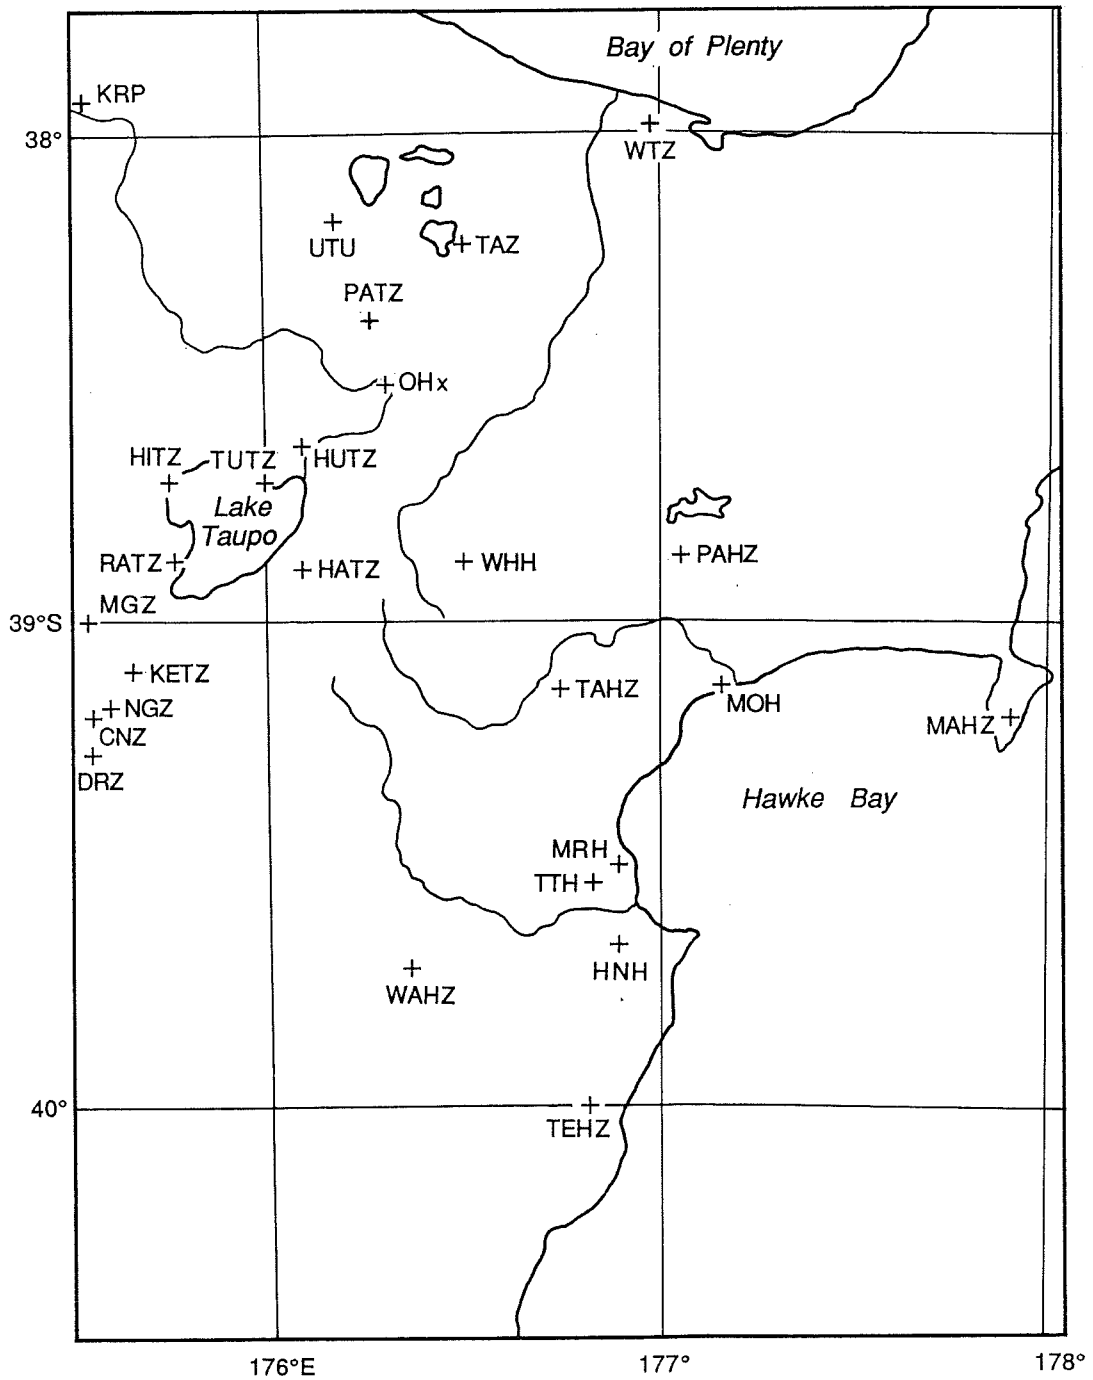 Bay of Plenty
KRP
38°
WTZ
UTU
TAZ
PATZ
OHx
HITZ
TUTZ
HUTZ
Lake
Taupo
RATZ
HATZ
WHH
PAHZ
MGZ
39°S
KETZ
TAHZ
MOH
NGZ
CNZ
MAHZ
DRZ
Hawke Bay
MRH
TTH
HNH
WAHZ
40°
TEHZ
176°E
177°
178°